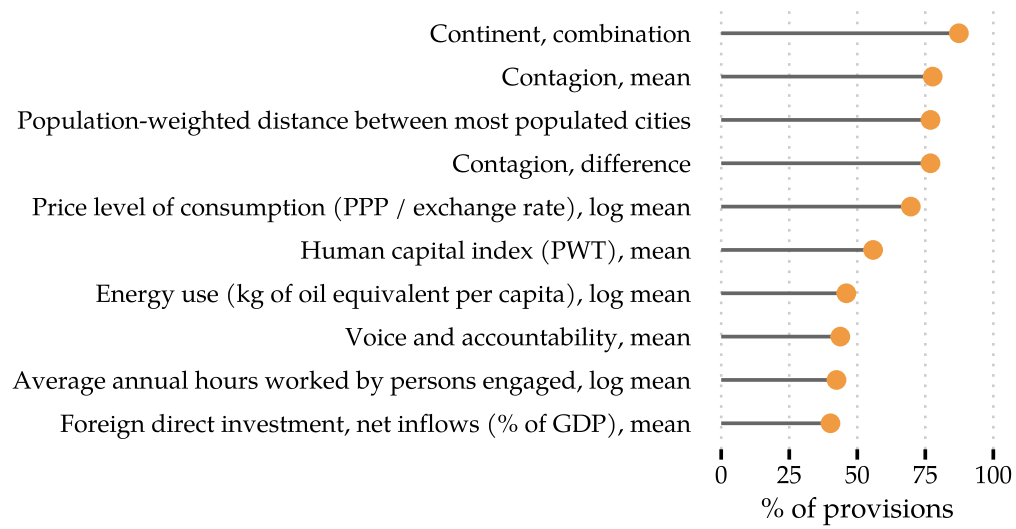 Continent, combination
Contagion, mean
Population-weighted distance between most populated cities
Contagion, difference
Price level of consumption (PPP / exchange rate), log mean
Human capital index (PWT), mean
Energy use (kg of oil equivalent per capita), log mean
Voice and accountability, mean
Average annual hours worked by persons engaged, log mean
Foreign direct investment, net inflows (% of GDP), mean
0 25 50 75 100
% of provisions